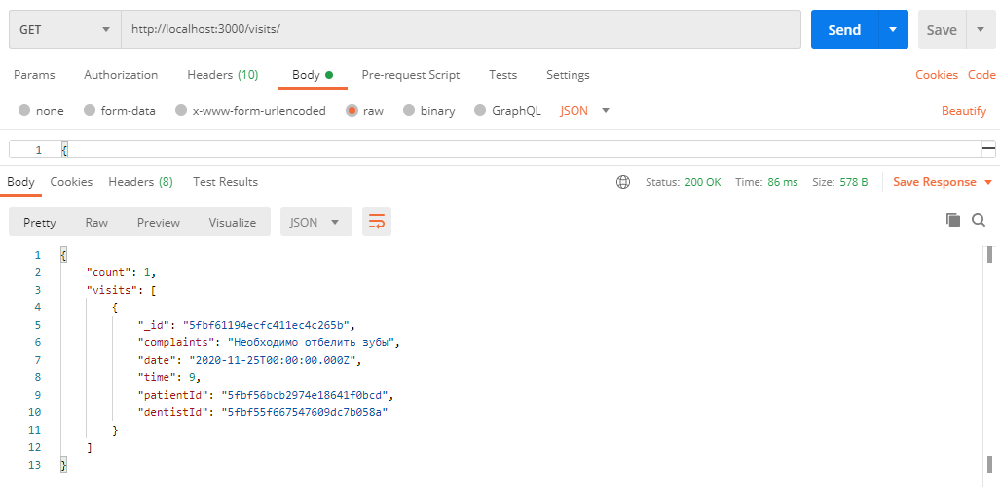 GET http://localhost:3000/visits/ Send Save
Params Authorization Headers (10) Body Pre-request Script Tests Settings Cookies Code
none form-data x-www-form-urlencoded raw binary GraphQL JSON Beautify
1 {
Body Cookies Headers (8) Test Results Status: 200 OK Time: 86 ms Size: 578 B Save Response
Pretty Raw Preview Visualize JSON
1 {
2 "count": 1,
3 "visits": [
4 {
5 "_id": "5fbf61194ecfc411ec4c265b",
6 "complaints": "Необходимо отбелить зубы",
7 "date": "2020-11-25T00:00:00.000Z",
8 "time": 9,
9 "patientId": "5fbf56bcb2974e18641f0bcd",
10 "dentistId": "5fbf55f667547609dc7b058a"
11 }
12 ]
13 }